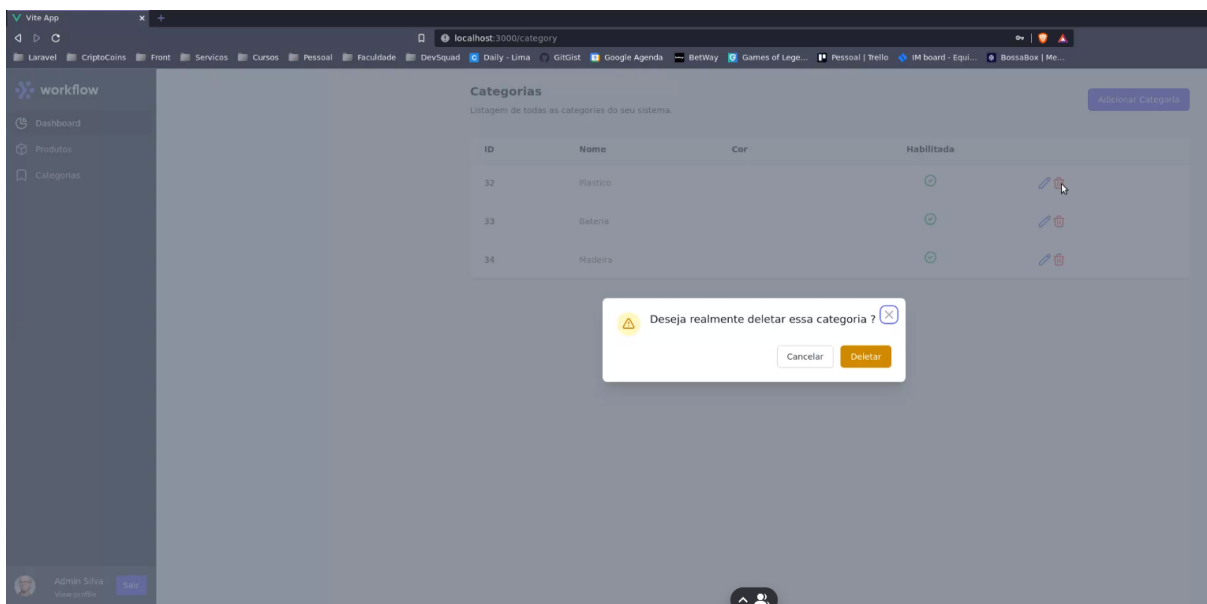 Vite App
localhost:3000/category
Laravel CriptoCoins Front Servicos Cursos Pessoal Faculdade DevSquad Daily - Lima GitGist Google Agenda BetWay Games of Lege... Pessoal | Trello IM board - Equi... BossaBox | Me...
workflow
Dashboard
Produtos
Categorias
Categorias
Listagem de todas as categorias do seu sistema.
Adicionar Categoria
ID Nome Cor Habilitada
32 Plastico
33 Bateria
34 Madeira
Deseja realmente deletar essa categoria ?
Cancelar Deletar
Admin Silva
View profile
Sair